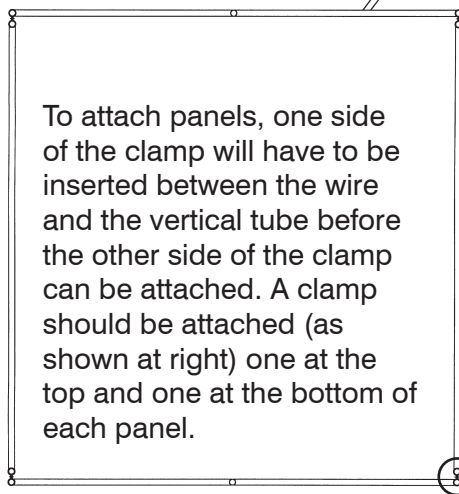 To attach panels, one side
of the clamp will have to be
inserted between the wire
and the vertical tube before
the other side of the clamp
can be attached. A clamp
should be attached (as
shown at right) one at the
top and one at the bottom of
each panel.